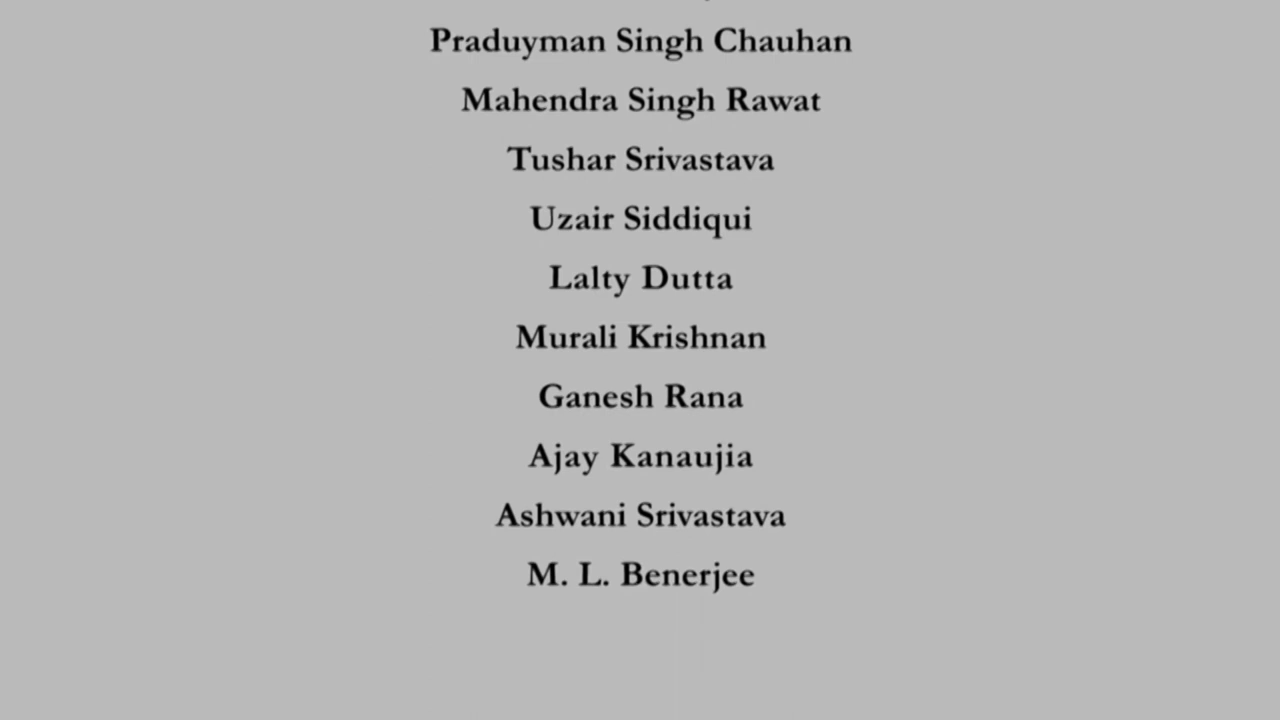 Praduyman Singh Chauhan
Mahendra Singh Rawat
Tushar Srivastava
Uzair Siddiqui
Lalty Dutta
Murali Krishnan
Ganesh Rana
Ajay Kanaujia
Ashwani Srivastava
M. L. Benerjee